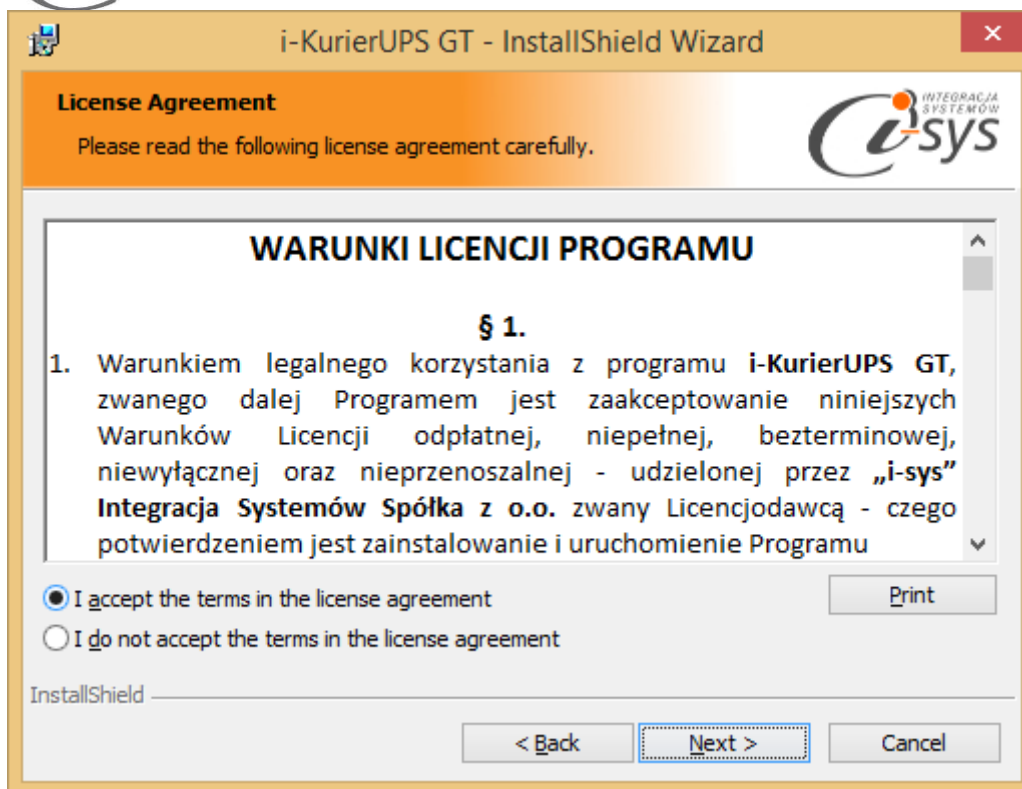 i-KurierUPS GT - InstallShield Wizard
License Agreement
Please read the following license agreement carefully.
INTEGRACJA
SYSTEMÓW
i-sys
WARUNKI LICENCJI PROGRAMU
§ 1.
1. Warunkiem legalnego korzystania z programu i-KurierUPS GT,
zwanego dalej Programem jest zaakceptowanie niniejszych
Warunków Licencji odpłatnej, niepełnej, bezterminowej,
niewyłącznej oraz nieprzenoszalnej - udzielonej przez „i-sys”
Integracja Systemów Spółka z o.o. zwany Licencjodawcą - czego
potwierdzeniem jest zainstalowanie i uruchomienie Programu
I accept the terms in the license agreement
Print
I do not accept the terms in the license agreement
InstallShield
< Back
Next >
Cancel